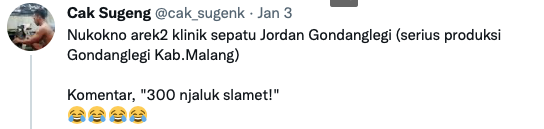 Cak Sugeng @cak_sugenk · Jan 3
Nukokno arek2 klinik sepatu Jordan Gondanglegi (serius produksi
Gondanglegi Kab.Malang)
Komentar, "300 njaluk slamet!"
😂😂😂😂